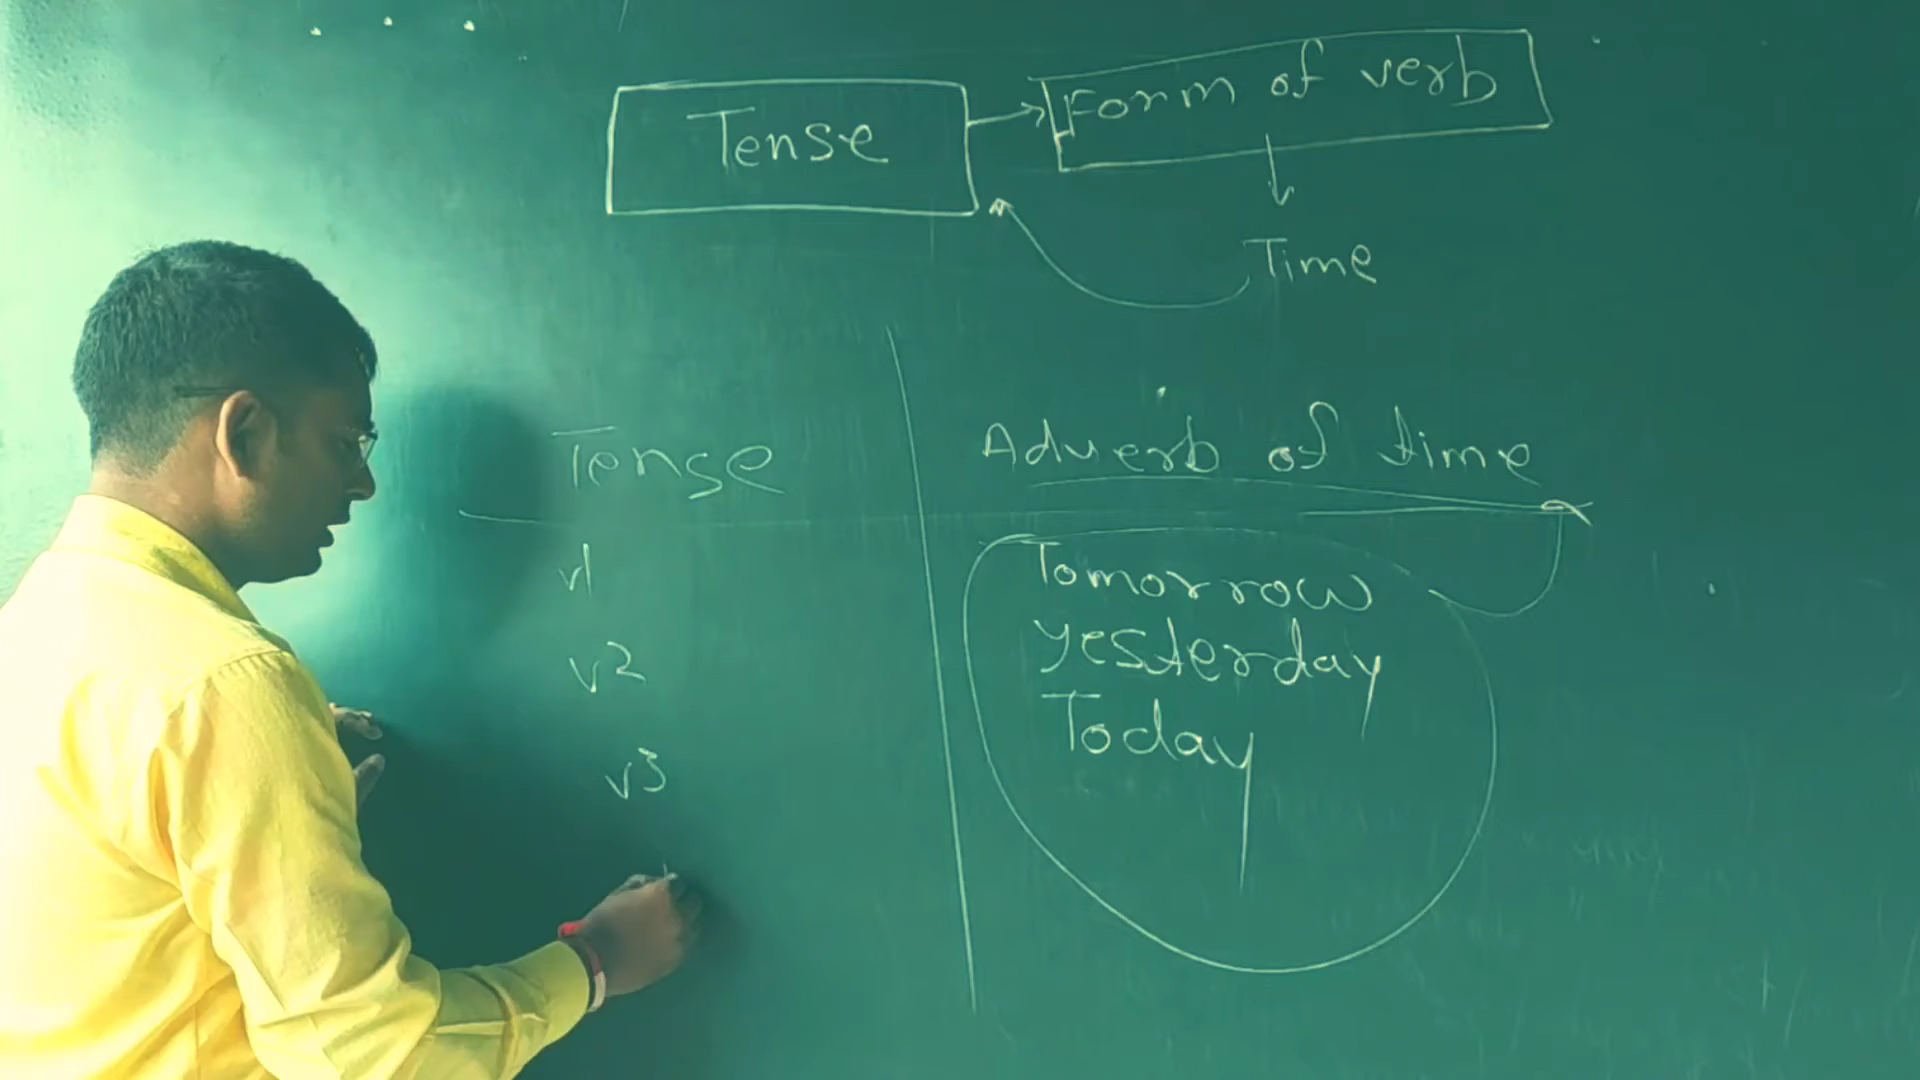 Tense
Form of verb
Time
Tense
Adverb of time
v1
v2
v3
Tomorrow
yesterday
Today